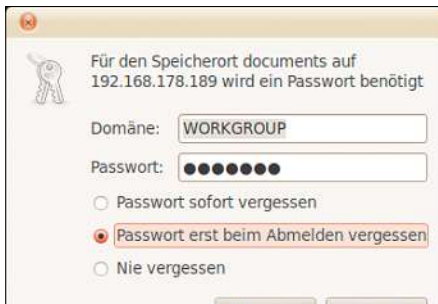 Für den Speicherort documents auf
192.168.178.189 wird ein Passwort benötigt
Domäne: WORKGROUP
Passwort: ●●●●●●●
Passwort sofort vergessen
Passwort erst beim Abmelden vergessen
Nie vergessen